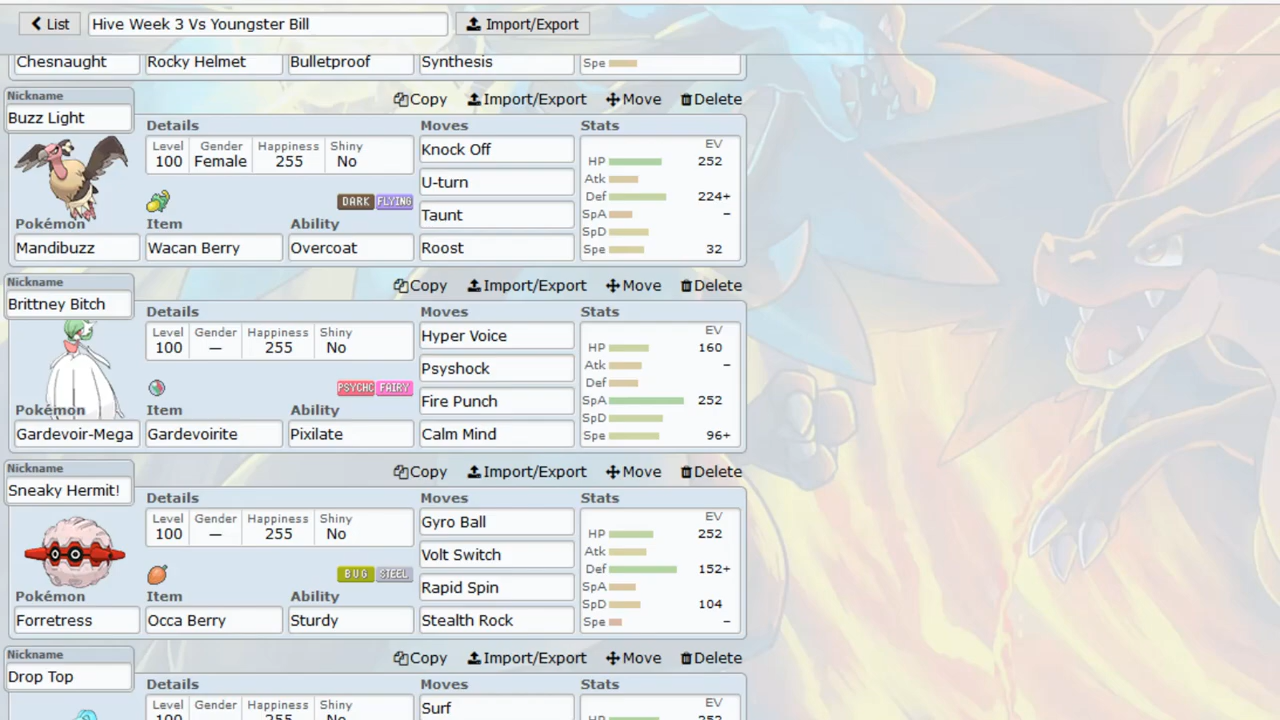 List
Hive Week 3 Vs Youngster Bill
Import/Export
Chesnaught Rocky Helmet Bulletproof Synthesis Spe
Nickname
Buzz Light
Copy Import/Export Move Delete
Details Moves Stats
Level Gender Happiness Shiny
100 Female 255 No
Knock Off
U-turn
Taunt
Roost
EV
HP 252
Atk
Def 224+
SpA –
SpD
Spe 32
DARK FLYING
Pokémon Item Ability
Mandibuzz Wacan Berry Overcoat
Nickname
Brittney Bitch
Copy Import/Export Move Delete
Details Moves Stats
Level Gender Happiness Shiny
100 — 255 No
Hyper Voice
Psyshock
Fire Punch
Calm Mind
EV
HP 160
Atk –
Def
SpA 252
SpD
Spe 96+
PSYCHC FAIRY
Pokémon Item Ability
Gardevoir-Mega Gardevoirite Pixilate
Nickname
Sneaky Hermit!
Copy Import/Export Move Delete
Details Moves Stats
Level Gender Happiness Shiny
100 — 255 No
Gyro Ball
Volt Switch
Rapid Spin
Stealth Rock
EV
HP 252
Atk
Def 152+
SpA
SpD 104
Spe –
BUG STEEL
Pokémon Item Ability
Forretress Occa Berry Sturdy
Nickname
Drop Top
Copy Import/Export Move Delete
Details Moves Stats
Level Gender Happiness Shiny
100 — 255 No
Surf
EV
HP 252